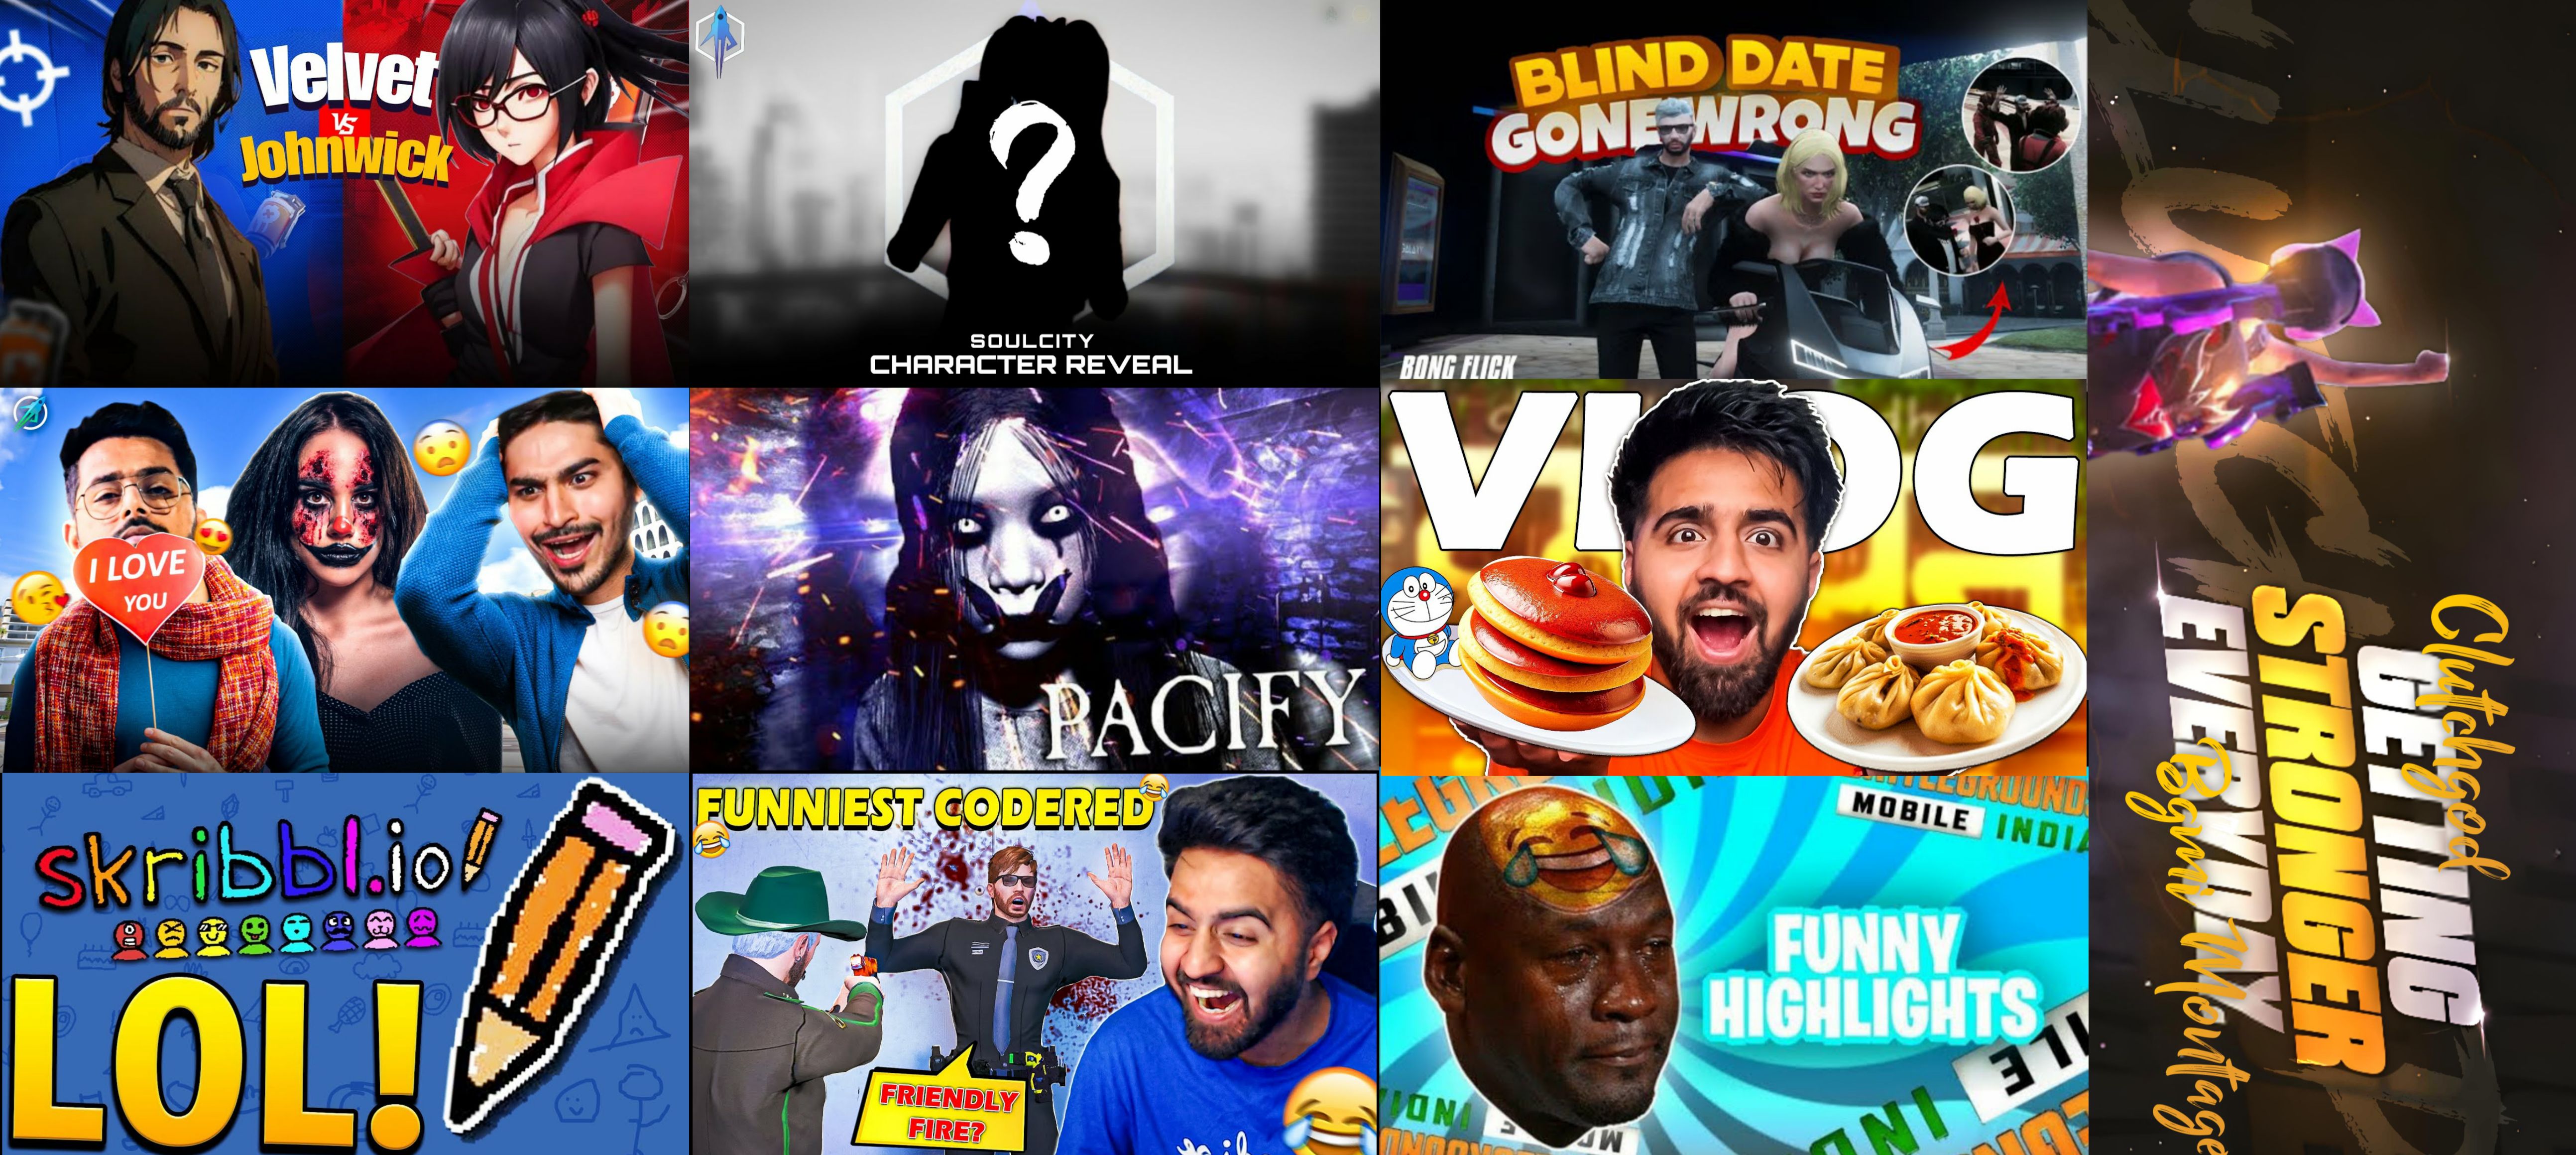 Velvet
VS
Johnwick
SOULCITY
CHARACTER REVEAL
BLIND DATE
GONE WRONG
BONG FLICK
I LOVE
YOU
PACIFY
VLOG
skribbl.io
LOL!
FUNNIEST CODERED
FRIENDLY
FIRE?
MOBILE INDIA
FUNNY
HIGHLIGHTS
Clutchgod
GETTING
STRONGER
EVERYDAY
Bgmi Montage